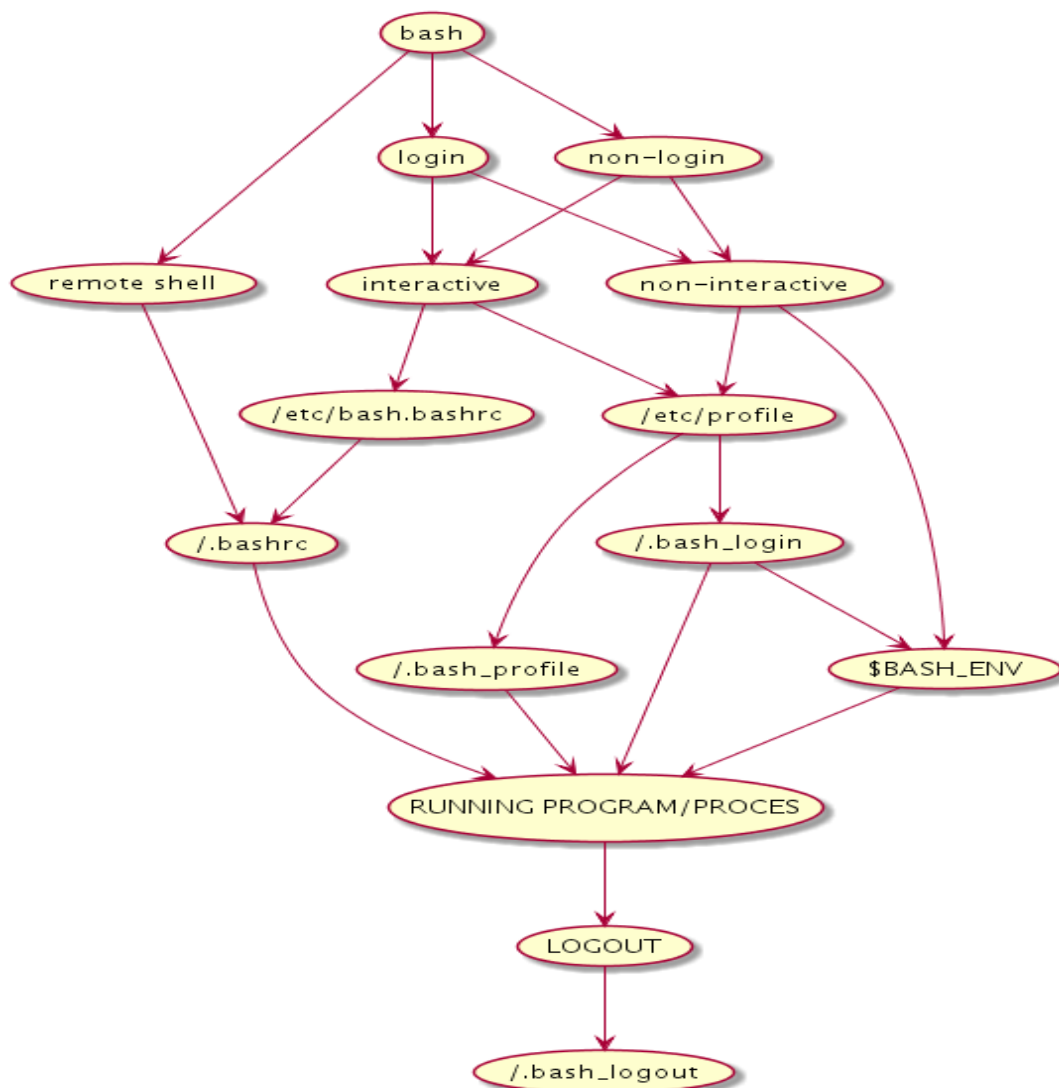 bash
login
non-login
remote shell
interactive
non-interactive
/etc/bash.bashrc
/etc/profile
/.bashrc
/.bash_login
/.bash_profile
$BASH_ENV
RUNNING PROGRAM/PROCES
LOGOUT
/.bash_logout